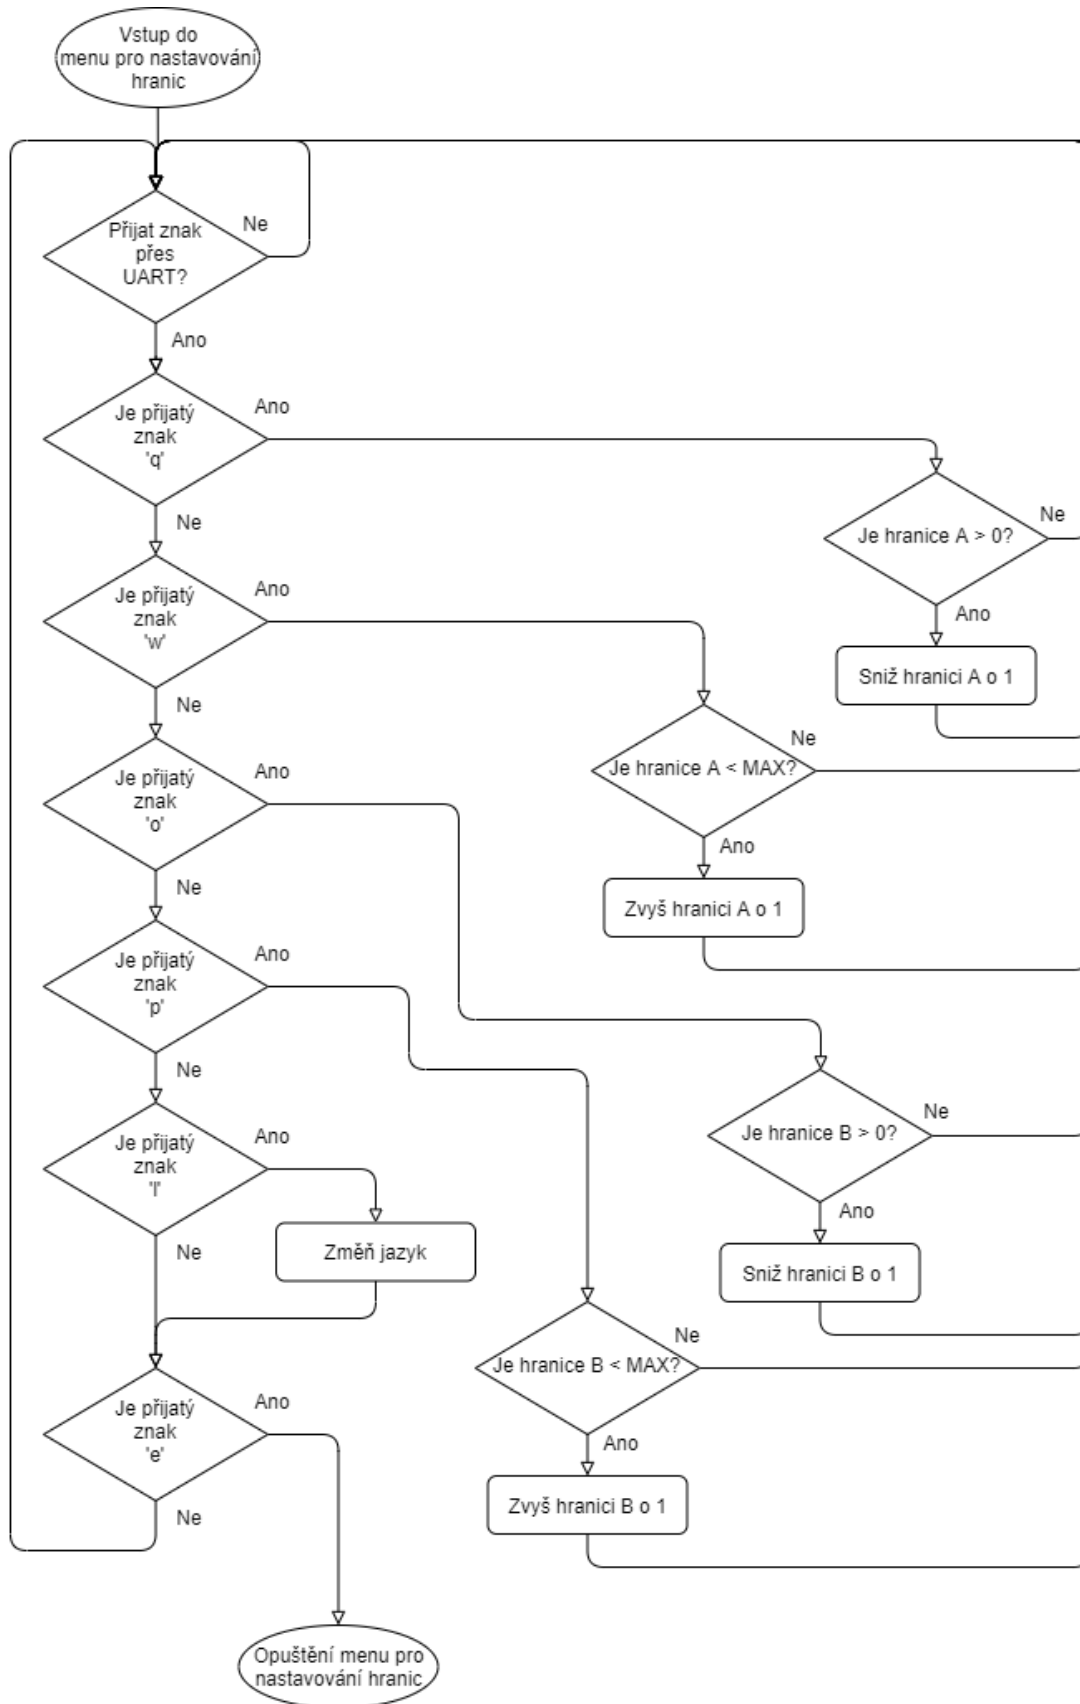 Vstup do
menu pro nastavování
hranic
Přijat znak
přes
UART?
Ne
Ano
Je přijatý
znak
'q'
Ano
Ne
Je hranice A > 0?
Ne
Ano
Sniž hranici A o 1
Je přijatý
znak
'w'
Ano
Ne
Je hranice A < MAX?
Ne
Ano
Zvyš hranici A o 1
Je přijatý
znak
'o'
Ano
Ne
Je přijatý
znak
'p'
Ano
Ne
Je hranice B > 0?
Ne
Ano
Sniž hranici B o 1
Je přijatý
znak
'l'
Ano
Ne
Změň jazyk
Je hranice B < MAX?
Ne
Ano
Zvyš hranici B o 1
Je přijatý
znak
'e'
Ano
Ne
Opuštění menu pro
nastavování hranic